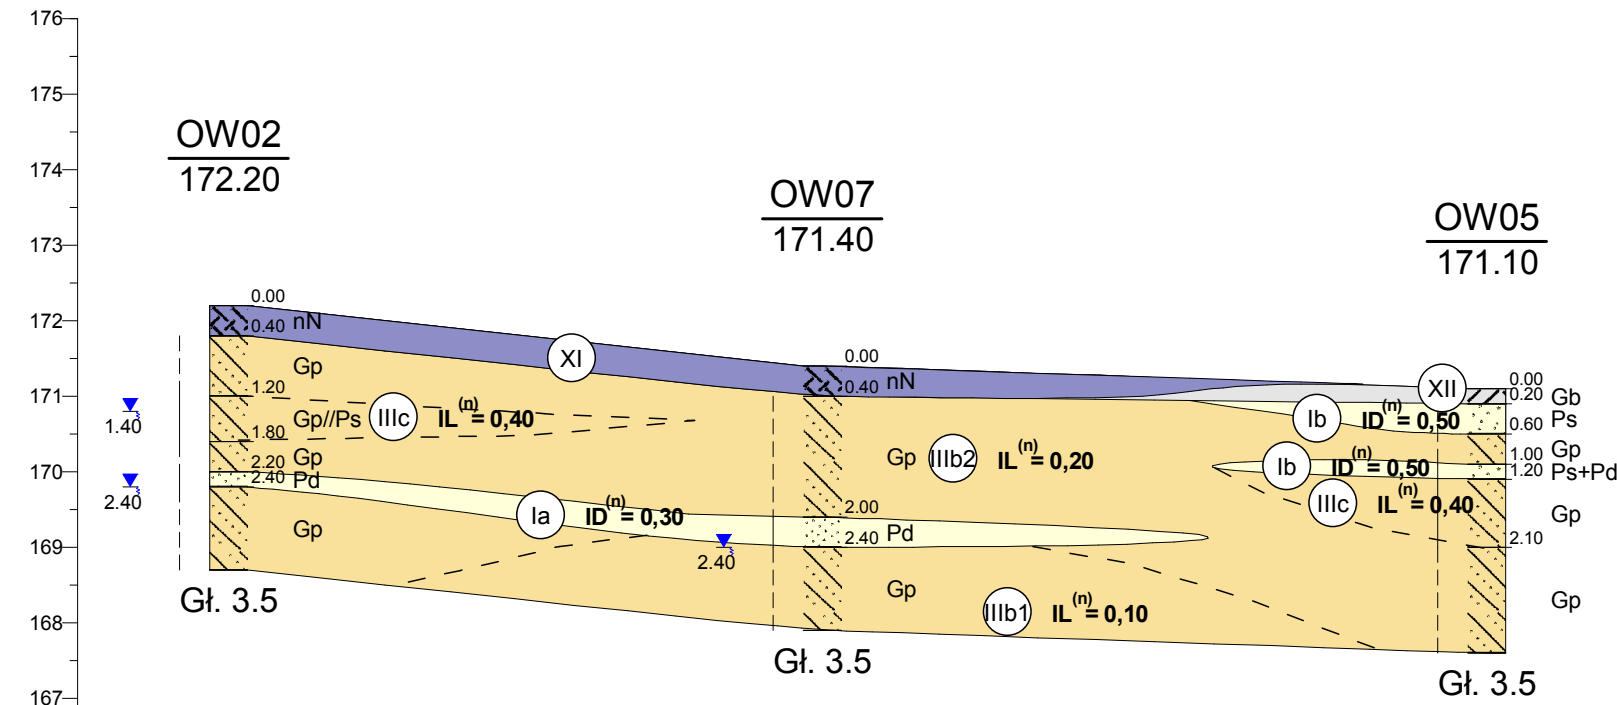 176
175
174
173
172
171
170
169
168
167
OW02
172.20
OW07
171.40
OW05
171.10
0.00
0.40 nN
Gp
1.20
Gp//Ps
1.80
Gp
2.20
2.40 Pd
Gp
Gł. 3.5
1.40
2.40
XI
IIIc IL(n) = 0,40
Ia ID(n) = 0,30
2.40
0.00
0.40 nN
Gp
2.00
2.40 Pd
Gp
Gł. 3.5
IIIb2 IL(n) = 0,20
IIIb1 IL(n) = 0,10
XII
Ib ID(n) = 0,50
Ib ID(n) = 0,50
IIIc IL(n) = 0,40
0.00
0.20 Gb
Ps
0.60
Gp
1.00
1.20 Ps+Pd
Gp
2.10
Gp
Gł. 3.5